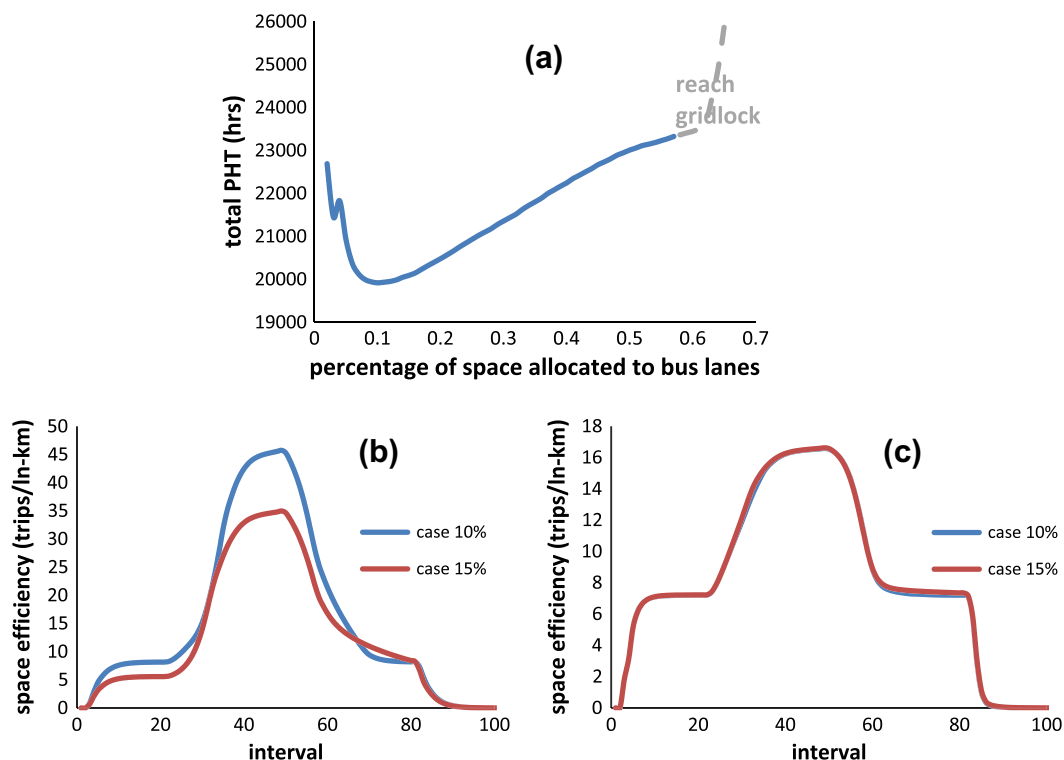 (a)
total PHT (hrs)
26000
25000
24000
23000
22000
21000
20000
19000
reach
gridlock
0 0.1 0.2 0.3 0.4 0.5 0.6 0.7
percentage of space allocated to bus lanes
(b)
space efficiency (trips/ln-km)
50
45
40
35
30
25
20
15
10
5
0
case 10%
case 15%
0 20 40 60 80 100
interval
(c)
space efficiency (trips/ln-km)
18
16
14
12
10
8
6
4
2
0
case 10%
case 15%
0 20 40 60 80 100
interval